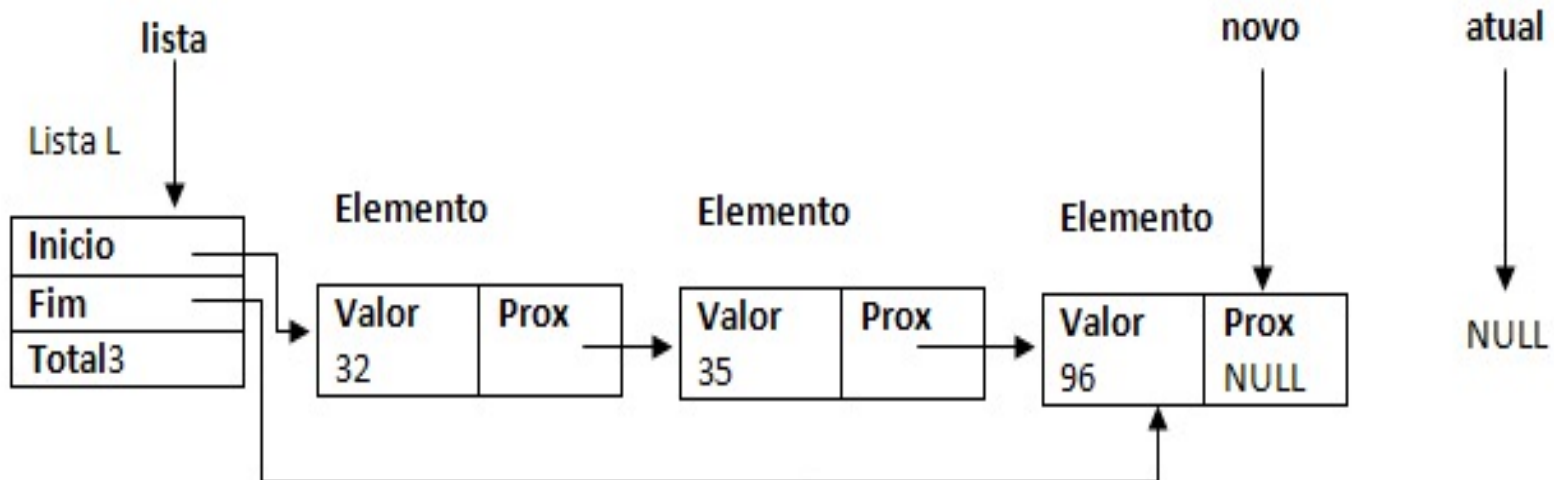 lista
novo
atual
Lista L
Elemento
Elemento
Elemento
Inicio
Fim
Total3
Valor Prox
32
Valor Prox
35
Valor Prox
96 NULL
NULL